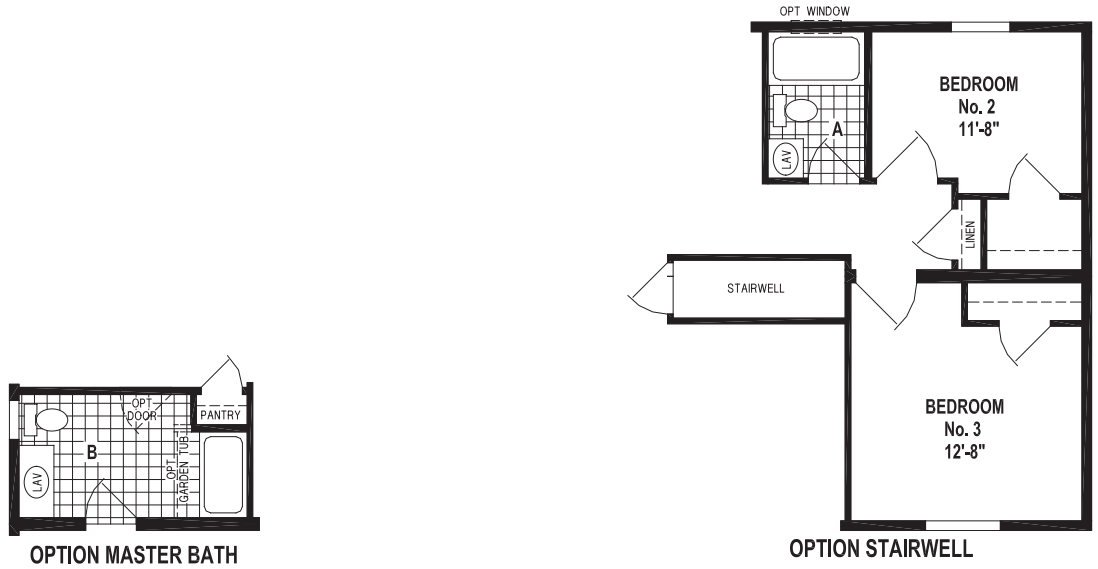 OPT WINDOW
BEDROOM
No. 2
11'-8"
A
LAV
LINEN
STAIRWELL
BEDROOM
No. 3
12'-8"
OPTION STAIRWELL
OPT
DOOR
PANTRY
B
LAV
OPT
GARDEN TUB
OPTION MASTER BATH